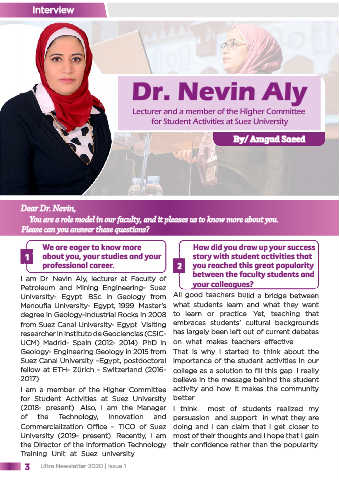 Interview
Dr. Nevin Aly
Lecturer and a member of the Higher Committee
for Student Activities at Suez University
By/ Amgad Saeed
Dear Dr. Nevin,
You are a role model in our faculty, and it pleases us to know more about you.
Please can you answer these questions?
1
We are eager to know more
about you, your studies and your
professional career.
I am Dr Nevin Aly, lecturer at Faculty of
Petroleum and Mining Engineering- Suez
University- Egypt BSc in Geology from
Menoufia University- Egypt, 1999 Master's
degree in Geology-Industrial Rocks in 2008
from Suez Canal University- Egypt Visiting
researcher in Instituto de Geociencias (CSIC-
UCM) Madrid- Spain (2012- 2014) PhD in
Geology- Engineering Geology in 2015 from
Suez Canal University -Egypt, postdoctoral
fellow at ETH- Zürich - Switzerland (2016-
2017)
I am a member of the Higher Committee
for Student Activities at Suez University
(2018- present) Also, I am the Manager
of the Technology, Innovation and
Commercialization Office - TICO of Suez
University (2019- present) Recently, I am
the Director of the Information Technology
Training Unit at Suez university
2
How did you draw up your success
story with student activities that
you reached this great popularity
between the faculty students and
your colleagues?
All good teachers build a bridge between
what students learn and what they want
to learn or practice Yet, teaching that
embraces students' cultural backgrounds
has largely been left out of current debates
on what makes teachers effective
That is why I started to think about the
importance of the student activities in our
college as a solution to fill this gap I really
believe in the message behind the student
activity and how it makes the community
better
I think, most of students realized my
persuasion and support in what they are
doing and I can claim that I get closer to
most of their thoughts and I hope that I gain
their confidence rather than the popularity
3 Ultra Newsletter 2020 | Issue 1